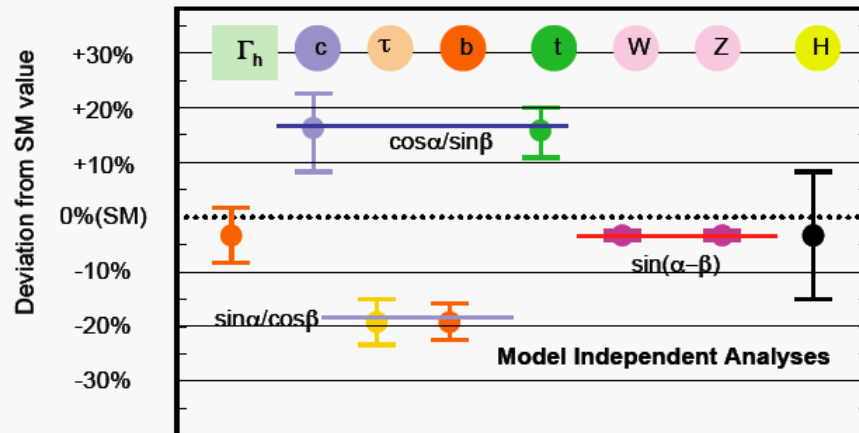 Γh c τ b t W Z H
+30%
+20%
cosα/sinβ
+10%
0%(SM)
sin(α−β)
-10%
sinα/cosβ
-20%
Model Independent Analyses
-30%
Deviation from SM value